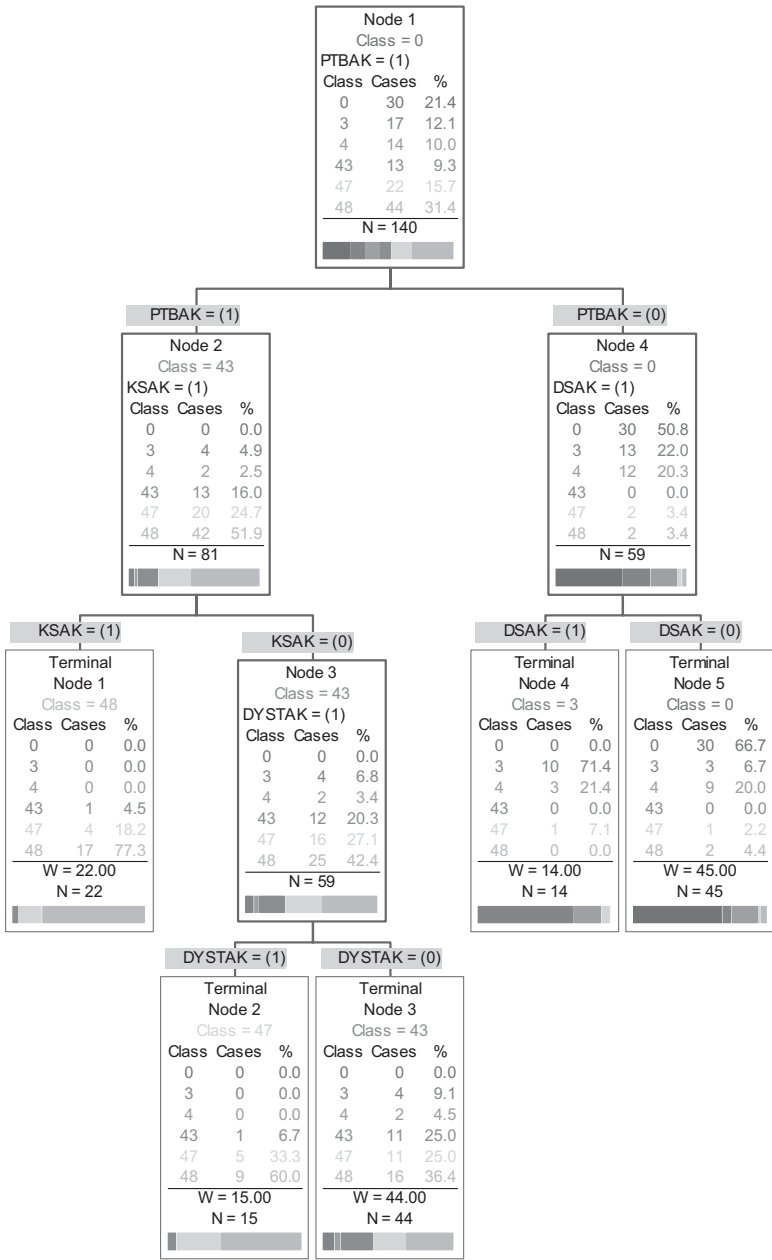 Node 1
Class = 0
PTBAK = (1)
Class Cases %
0 30 21.4
3 17 12.1
4 14 10.0
43 13 9.3
47 22 15.7
48 44 31.4
N = 140
PTBAK = (1)
Node 2
Class = 43
KSAK = (1)
Class Cases %
0 0 0.0
3 4 4.9
4 2 2.5
43 13 16.0
47 20 24.7
48 42 51.9
N = 81
PTBAK = (0)
Node 4
Class = 0
DSAK = (1)
Class Cases %
0 30 50.8
3 13 22.0
4 12 20.3
43 0 0.0
47 2 3.4
48 2 3.4
N = 59
KSAK = (1)
Terminal
Node 1
Class = 48
Class Cases %
0 0 0.0
3 0 0.0
4 0 0.0
43 1 4.5
47 4 18.2
48 17 77.3
W = 22.00
N = 22
KSAK = (0)
Node 3
Class = 43
DYSTAK = (1)
Class Cases %
0 0 0.0
3 4 6.8
4 2 3.4
43 12 20.3
47 16 27.1
48 25 42.4
N = 59
DSAK = (1)
Terminal
Node 4
Class = 3
Class Cases %
0 0 0.0
3 10 71.4
4 3 21.4
43 0 0.0
47 1 7.1
48 0 0.0
W = 14.00
N = 14
DSAK = (0)
Terminal
Node 5
Class = 0
Class Cases %
0 30 66.7
3 3 6.7
4 9 20.0
43 0 0.0
47 1 2.2
48 2 4.4
W = 45.00
N = 45
DYSTAK = (1)
Terminal
Node 2
Class = 47
Class Cases %
0 0 0.0
3 0 0.0
4 0 0.0
43 1 6.7
47 5 33.3
48 9 60.0
W = 15.00
N = 15
DYSTAK = (0)
Terminal
Node 3
Class = 43
Class Cases %
0 0 0.0
3 4 9.1
4 2 4.5
43 11 25.0
47 11 25.0
48 16 36.4
W = 44.00
N = 44